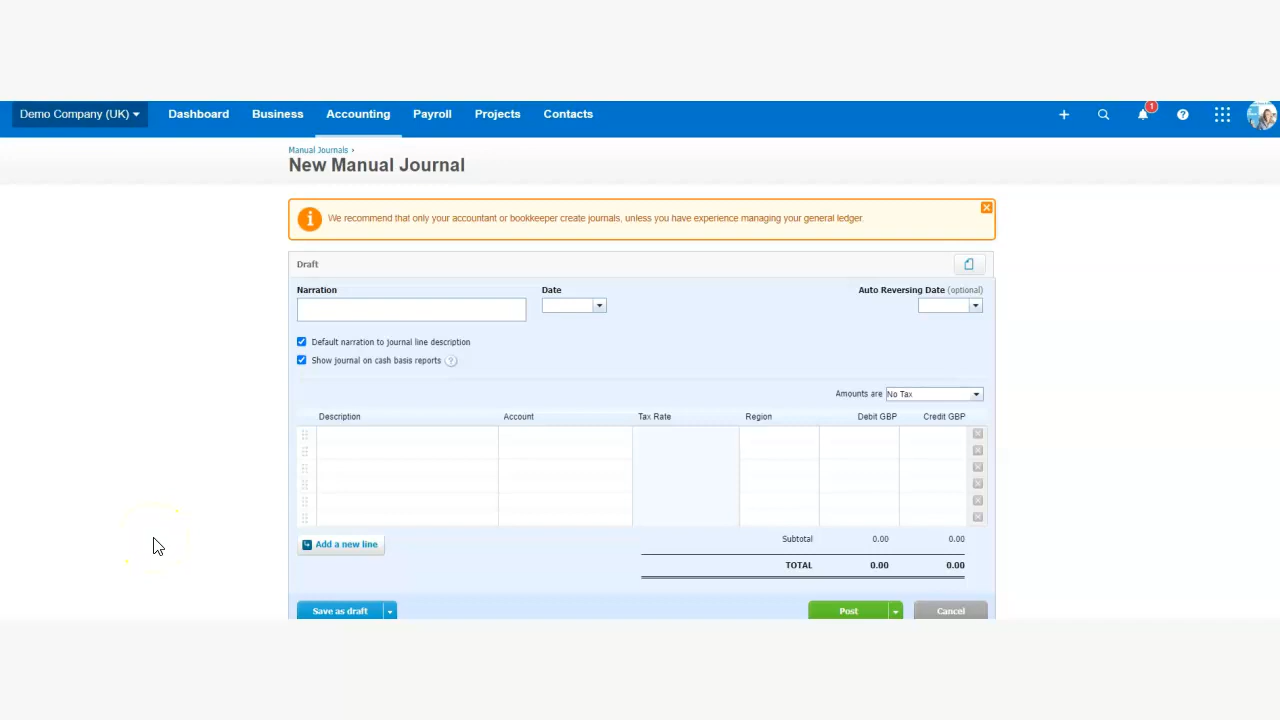 Demo Company (UK) Dashboard Business Accounting Payroll Projects Contacts 1
Manual Journals ›
New Manual Journal
We recommend that only your accountant or bookkeeper create journals, unless you have experience managing your general ledger.
Draft
Narration Date Auto Reversing Date (optional)
Default narration to journal line description
Show journal on cash basis reports ?
Amounts are No Tax
Description Account Tax Rate Region Debit GBP Credit GBP
Add a new line Subtotal 0.00 0.00
TOTAL 0.00 0.00
Save as draft Post Cancel